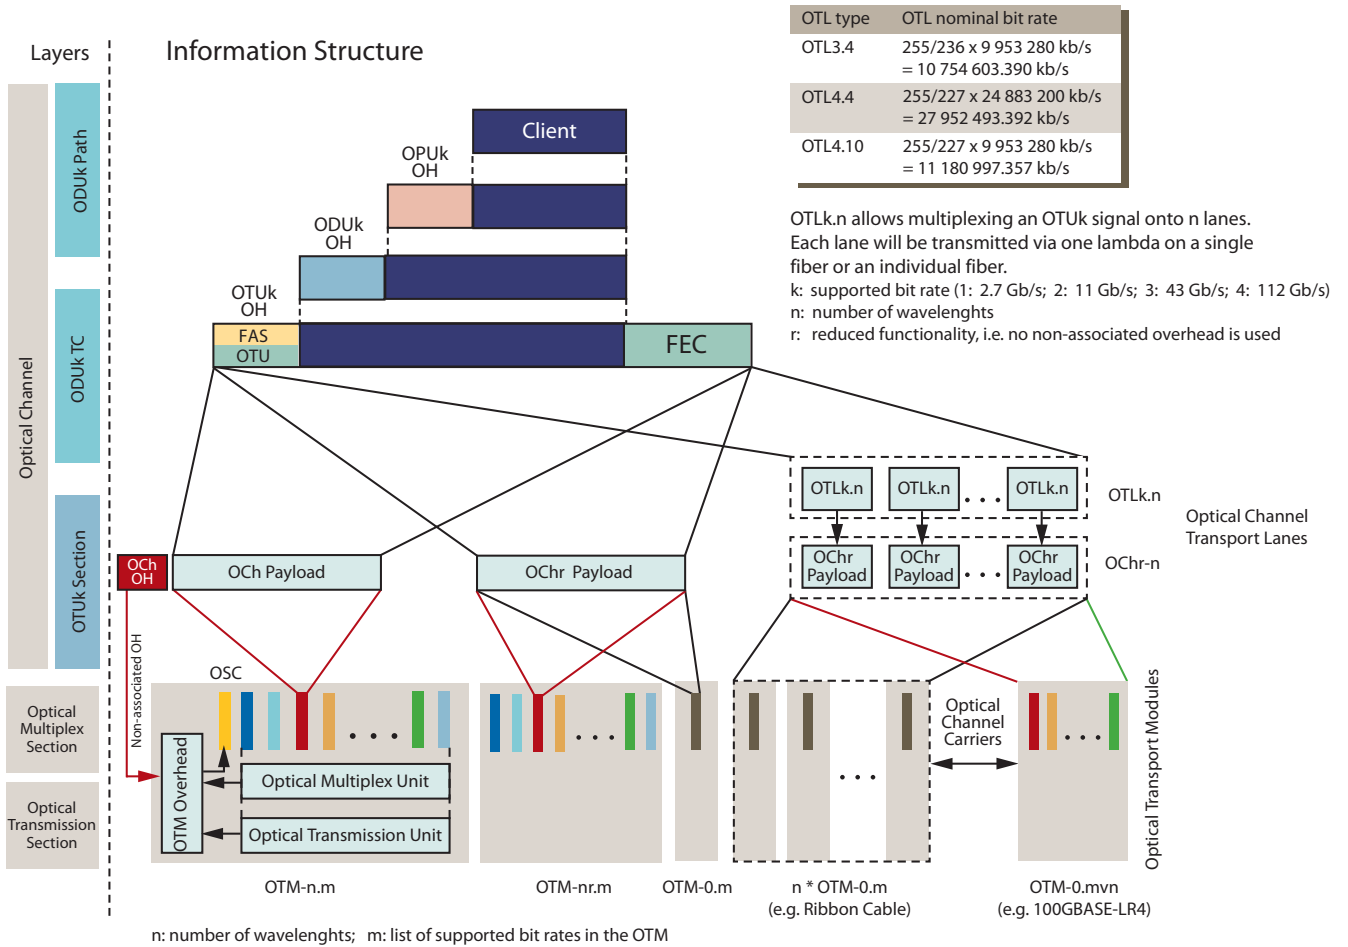 Layers
Information Structure
OTL type OTL nominal bit rate
OTL3.4 255/236 x 9 953 280 kb/s
= 10 754 603.390 kb/s
OTL4.4 255/227 x 24 883 200 kb/s
= 27 952 493.392 kb/s
OTL4.10 255/227 x 9 953 280 kb/s
= 11 180 997.357 kb/s
OTLk.n allows multiplexing an OTUk signal onto n lanes.
Each lane will be transmitted via one lambda on a single
fiber or an individual fiber.
k: supported bit rate (1: 2.7 Gb/s; 2: 11 Gb/s; 3: 43 Gb/s; 4: 112 Gb/s)
n: number of wavelenghts
r: reduced functionality, i.e. no non-associated overhead is used
Optical Channel
ODUk Path
ODUk TC
OTUk Section
Optical
Multiplex
Section
Optical
Transmission
Section
Client
OPUk
OH
ODUk
OH
OTUk
OH
FAS
OTU
FEC
OTLk.n OTLk.n . . . OTLk.n
OTLk.n
Optical Channel
Transport Lanes
OChr
Payload
OChr
Payload
. . .
OChr
Payload
OChr-n
OCh
OH
OCh Payload
OChr Payload
Non-associated OH
OSC
. . .
. . .
. . .
. . .
OTM Overhead
Optical Multiplex Unit
Optical Transmission Unit
Optical
Channel
Carriers
Optical Transport Modules
OTM-n.m
OTM-nr.m
OTM-0.m
n * OTM-0.m
(e.g. Ribbon Cable)
OTM-0.mvn
(e.g. 100GBASE-LR4)
n: number of wavelenghts; m: list of supported bit rates in the OTM